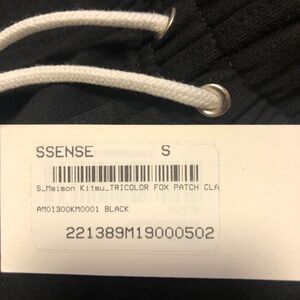 SSENSE S
S_Maison Kitsu_TRICOLOR FOX PATCH CLA
AM01300KM0001 BLACK
221389M19000502